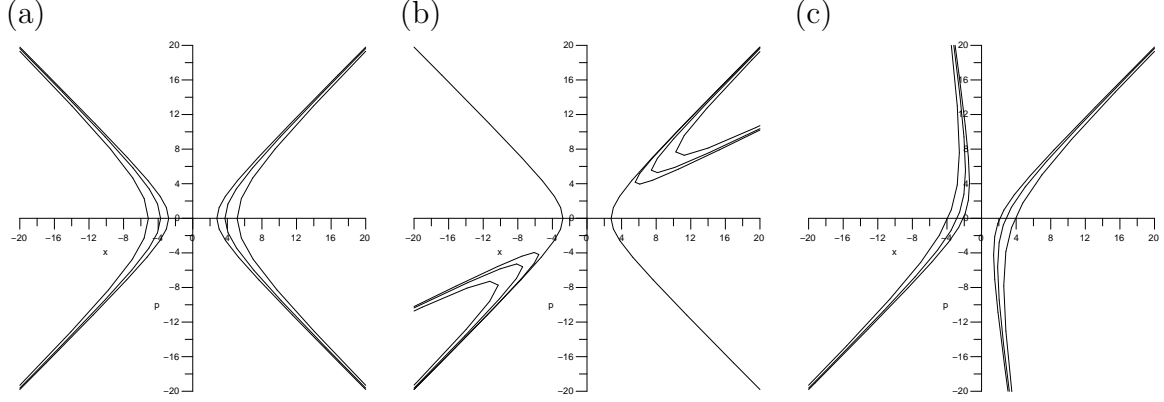 (a) (b) (c)
20 20 20
16 16 16
12 12 12
8 8 8
4 4 4
0 0 0
−20 −16 −12 −8 −4 0 4 8 12 16 20 −20 −16 −12 −8 −4 0 4 8 12 16 20 −20 −16 −12 −8 −4 0 4 8 12 16 20
x −4 x −4 x −4
−8 −8 −8
p p p
−12 −12 −12
−16 −16 −16
−20 −20 −20